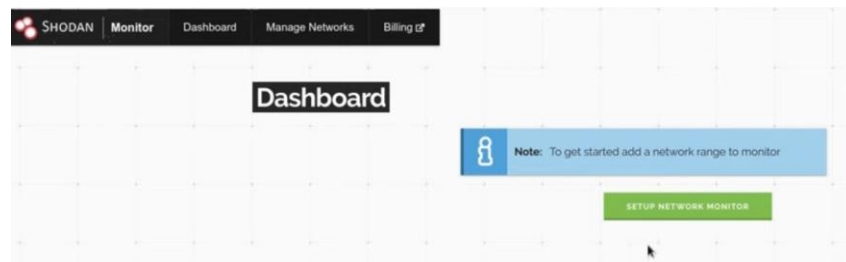 SHODAN Monitor Dashboard Manage Networks Billing
Dashboard
Note: To get started add a network range to monitor
SETUP NETWORK MONITOR